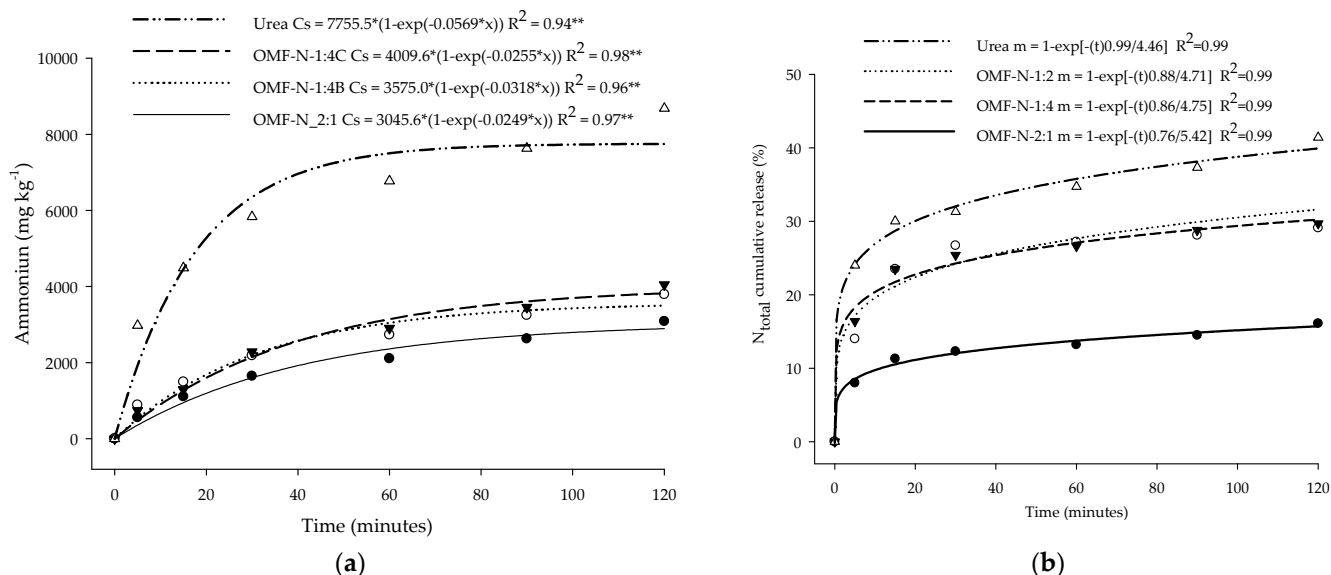 Urea Cs = 7755.5*(1-exp(-0.0569*x)) R² = 0.94**
OMF-N-1:4C Cs = 4009.6*(1-exp(-0.0255*x)) R² = 0.98**
OMF-N-1:4B Cs = 3575.0*(1-exp(-0.0318*x)) R² = 0.96**
OMF-N_2:1 Cs = 3045.6*(1-exp(-0.0249*x)) R² = 0.97**
10000
8000
6000
4000
2000
0
Ammoniun (mg kg⁻¹)
0 20 40 60 80 100 120
Time (minutes)
(a)
Urea m = 1-exp[-(t)0.99/4.46] R²=0.99
OMF-N-1:2 m = 1-exp[-(t)0.88/4.71] R²=0.99
OMF-N-1:4 m = 1-exp[-(t)0.86/4.75] R²=0.99
OMF-N-2:1 m = 1-exp[-(t)0.76/5.42] R²=0.99
50
40
30
20
10
0
N_total cumulative release (%)
0 20 40 60 80 100 120
Time (minutes)
(b)